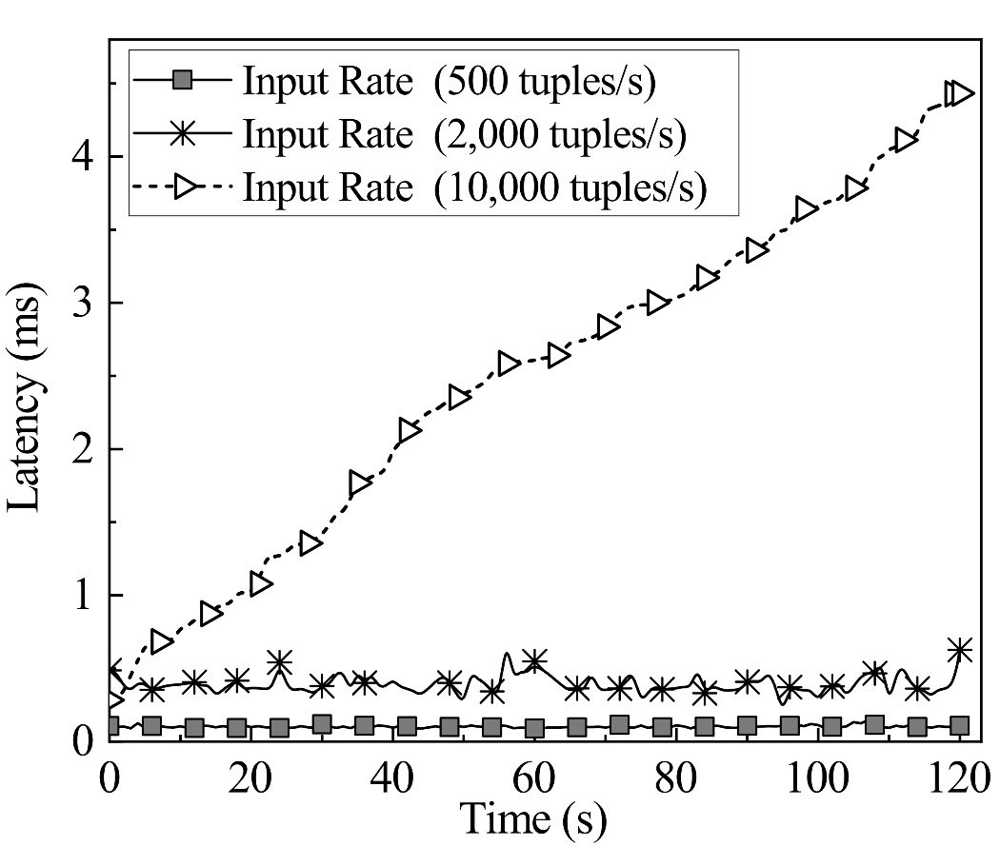 Input Rate (500 tuples/s)
Input Rate (2,000 tuples/s)
Input Rate (10,000 tuples/s)
4
3
2
1
0
Latency (ms)
0 20 40 60 80 100 120
Time (s)